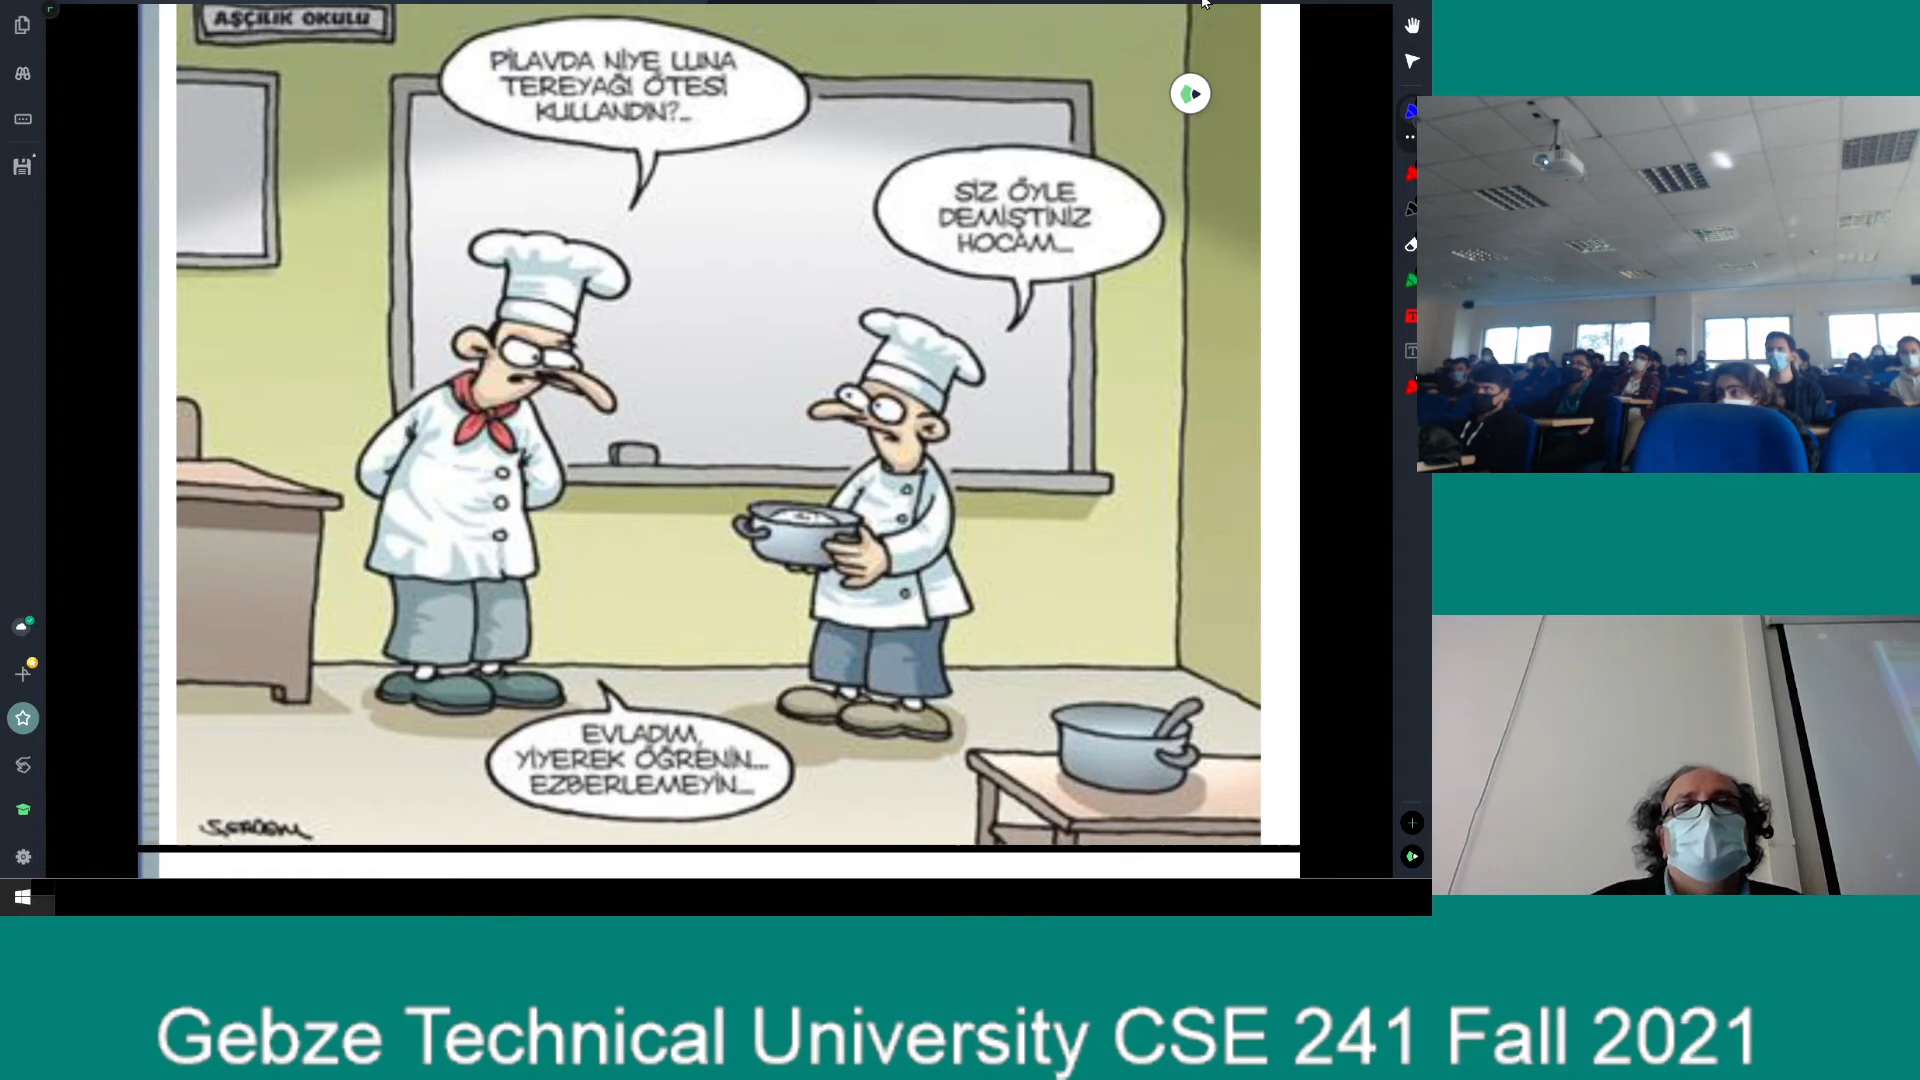 AŞÇILIK OKULU
PİLAVDA NİYE LUNA
TEREYAĞI ÖTESİ
KULLANDIN?...
SİZ ÖYLE
DEMİŞTİNİZ
HOCAM...
EVLADIM,
YİYEREK ÖĞRENİN...
EZBERLEMEYİN...
Gebze Technical University CSE 241 Fall 2021